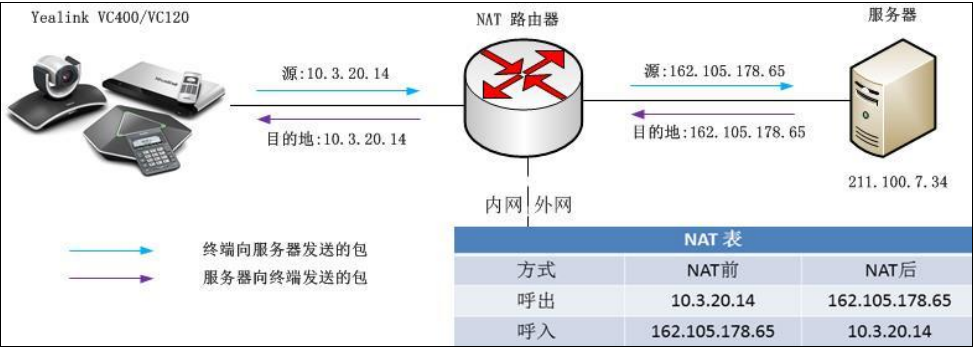 Yealink VC400/VC120
NAT 路由器
服务器
源:10.3.20.14
源:162.105.178.65
目的地:10.3.20.14
目的地:162.105.178.65
211.100.7.34
内网 外网
终端向服务器发送的包
服务器向终端发送的包
NAT 表
方式 NAT前 NAT后
呼出 10.3.20.14 162.105.178.65
呼入 162.105.178.65 10.3.20.14